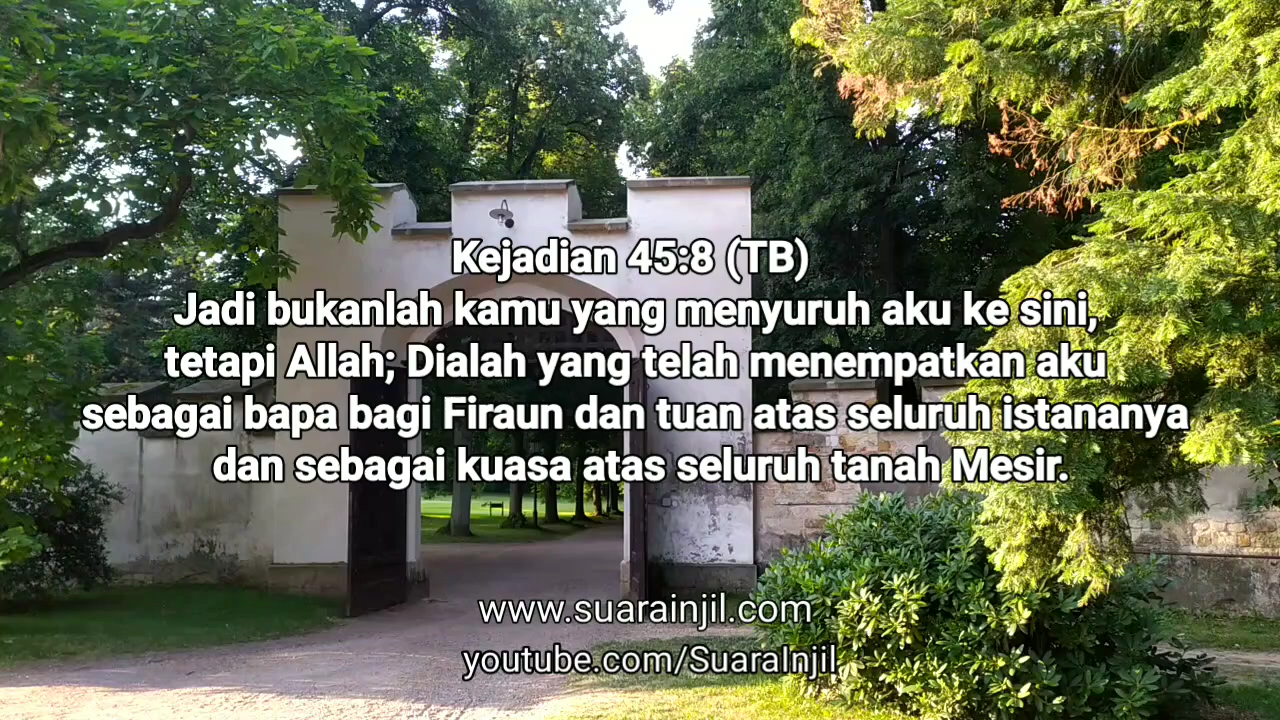 Kejadian 45:8 (TB)
Jadi bukanlah kamu yang menyuruh aku ke sini,
tetapi Allah; Dialah yang telah menempatkan aku
sebagai bapa bagi Firaun dan tuan atas seluruh istananya
dan sebagai kuasa atas seluruh tanah Mesir.
www.suarainjil.com
youtube.com/SuaraInjil